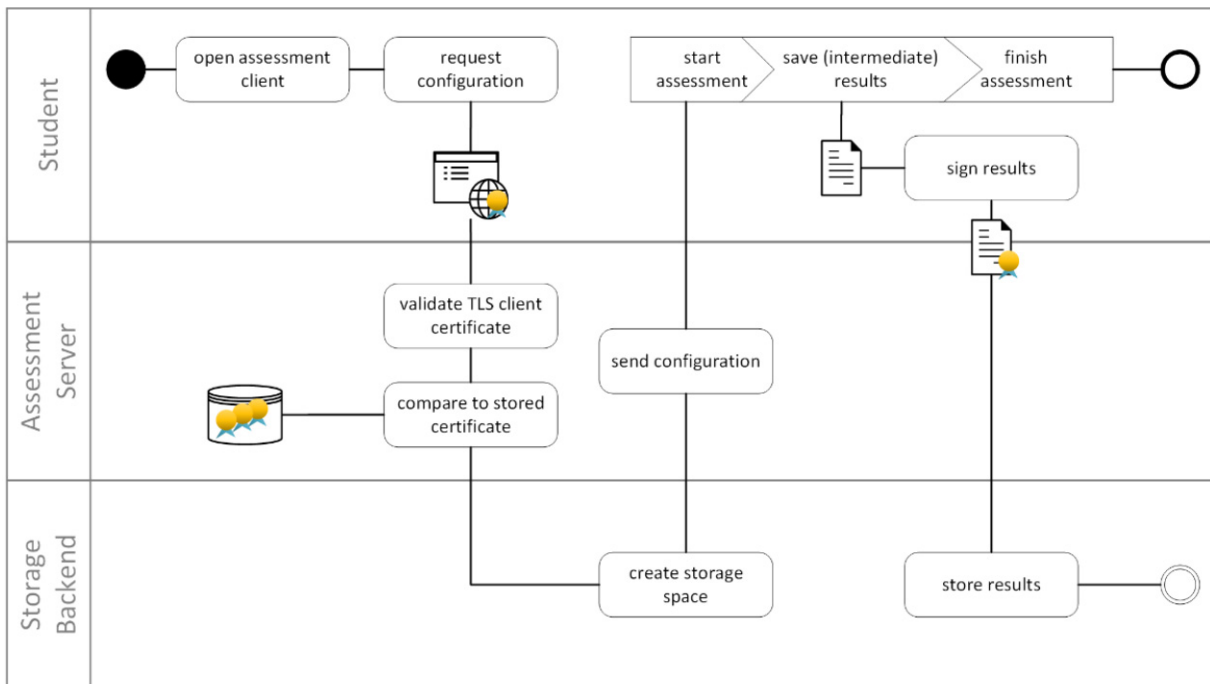 Student
open assessment
client
request
configuration
start
assessment
save (intermediate)
results
finish
assessment
sign results
Assessment
Server
validate TLS client
certificate
compare to stored
certificate
send configuration
Storage
Backend
create storage
space
store results